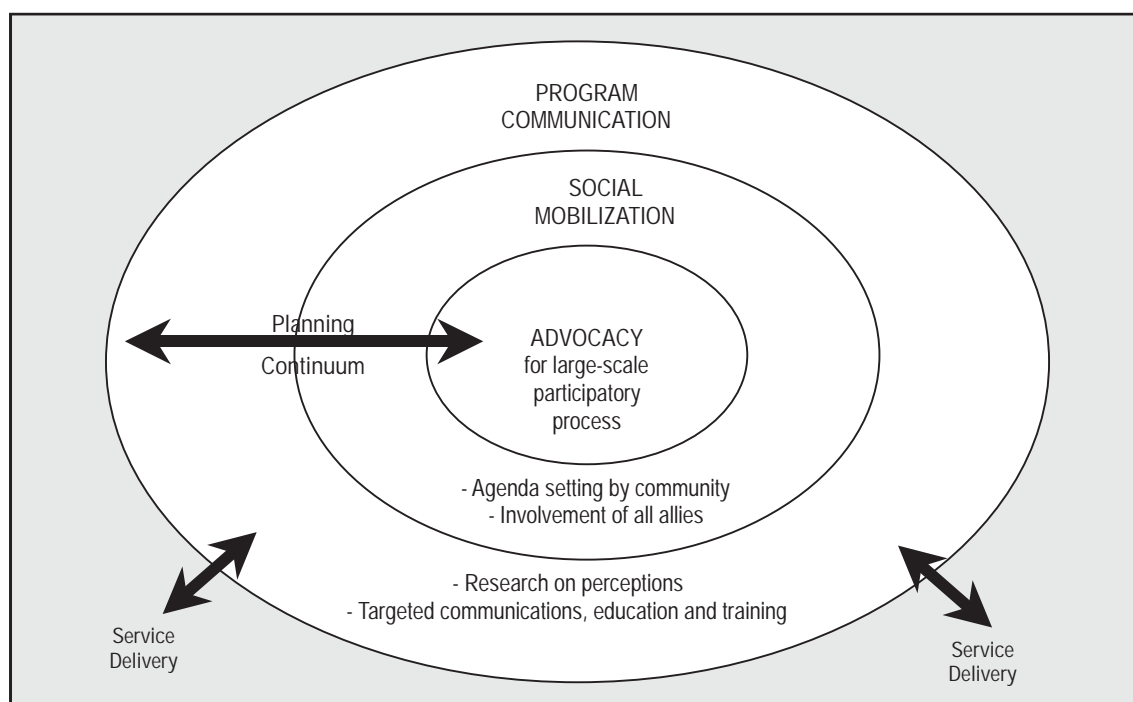 PROGRAM
COMMUNICATION
SOCIAL
MOBILIZATION
Planning
Continuum
ADVOCACY
for large-scale
participatory
process
- Agenda setting by community
- Involvement of all allies
- Research on perceptions
- Targeted communications, education and training
Service
Delivery
Service
Delivery